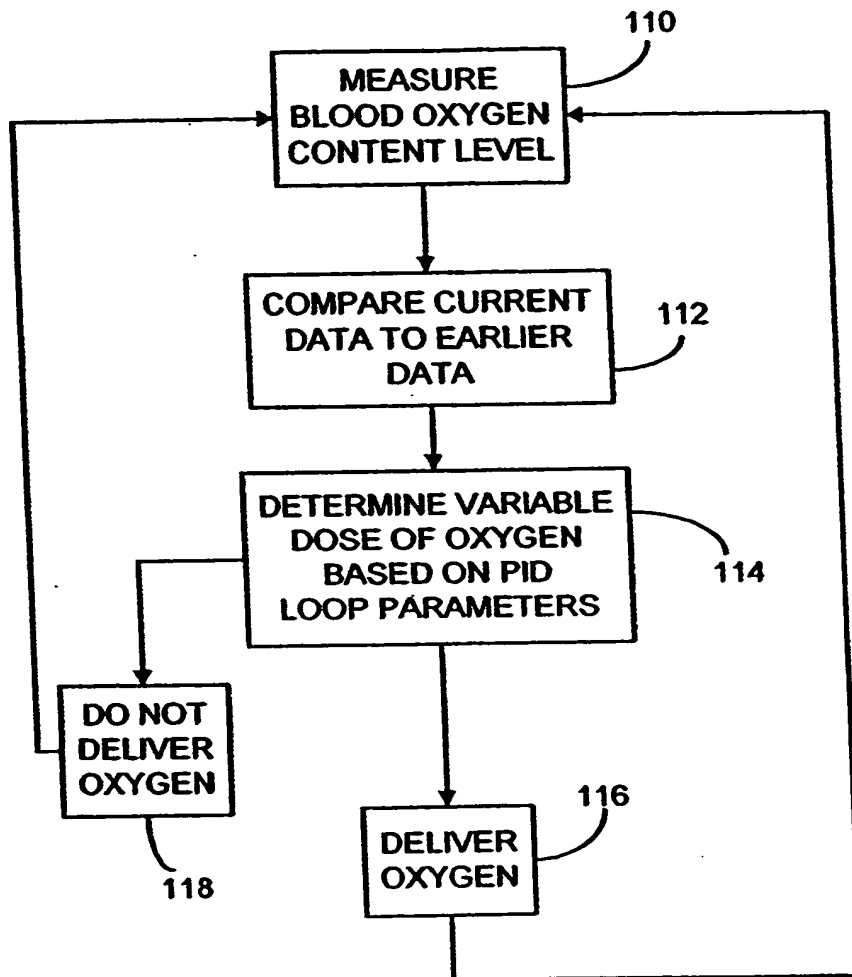 110
MEASURE
BLOOD OXYGEN
CONTENT LEVEL
COMPARE CURRENT
DATA TO EARLIER
DATA
112
DETERMINE VARIABLE
DOSE OF OXYGEN
BASED ON PID
LOOP PARAMETERS
114
DO NOT
DELIVER
OXYGEN
118
DELIVER
OXYGEN
116